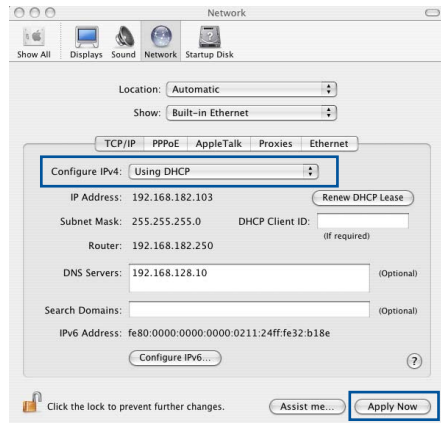 Network
Show All Displays Sound Network Startup Disk
Location: Automatic
Show: Built-in Ethernet
TCP/IP PPPoE AppleTalk Proxies Ethernet
Configure IPv4: Using DHCP
IP Address: 192.168.182.103 Renew DHCP Lease
Subnet Mask: 255.255.255.0 DHCP Client ID:
(If required)
Router: 192.168.182.250
DNS Servers: 192.168.128.10 (Optional)
Search Domains: (Optional)
IPv6 Address: fe80:0000:0000:0000:0211:24ff:fe32:b18e
Configure IPv6... ?
Click the lock to prevent further changes. Assist me... Apply Now